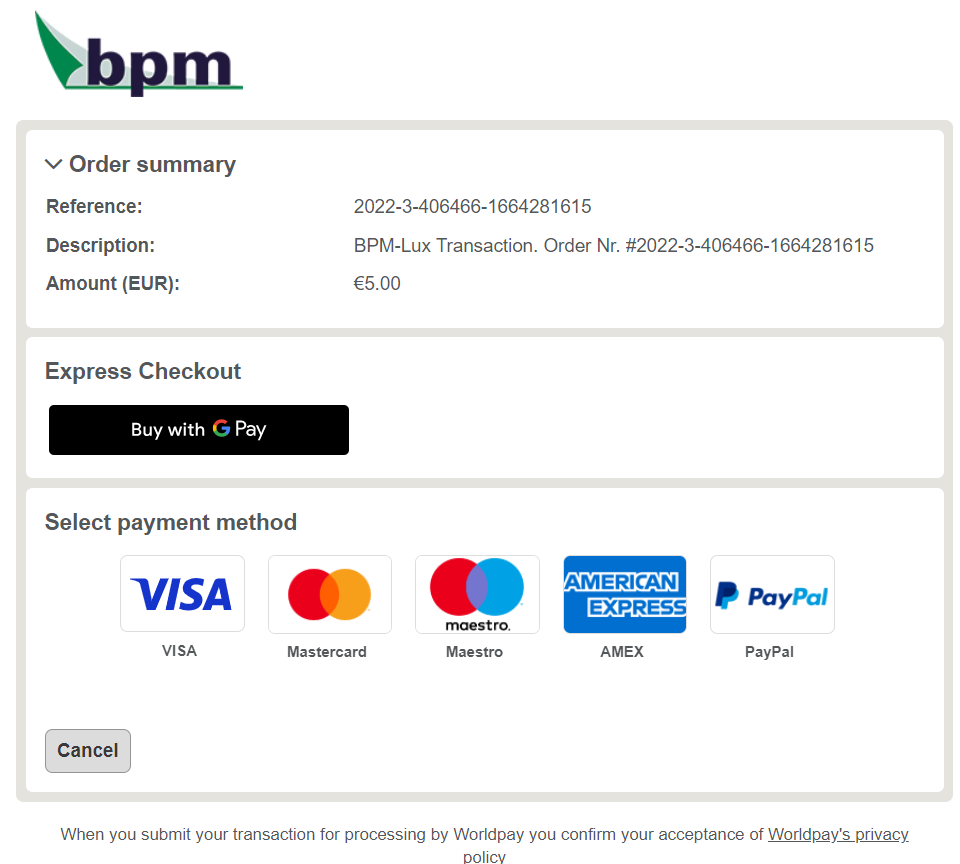 bpm
Order summary
Reference: 2022-3-406466-1664281615
Description: BPM-Lux Transaction. Order Nr. #2022-3-406466-1664281615
Amount (EUR): €5.00
Express Checkout
Buy with G Pay
Select payment method
VISA
AMERICAN
EXPRESS
PayPal
maestro.
VISA Mastercard Maestro AMEX PayPal
Cancel
When you submit your transaction for processing by Worldpay you confirm your acceptance of Worldpay's privacy
policy